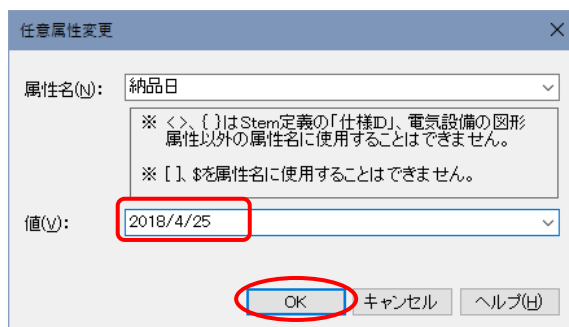 任意属性変更
属性名(N): 納品日
※ < >、{ }はStem定義の「仕様ID」、電気設備の図形
属性以外の属性名に使用することはできません。
※ [ ]、$を属性名に使用することはできません。
値(V): 2018/4/25
OK キャンセル ヘルプ(H)